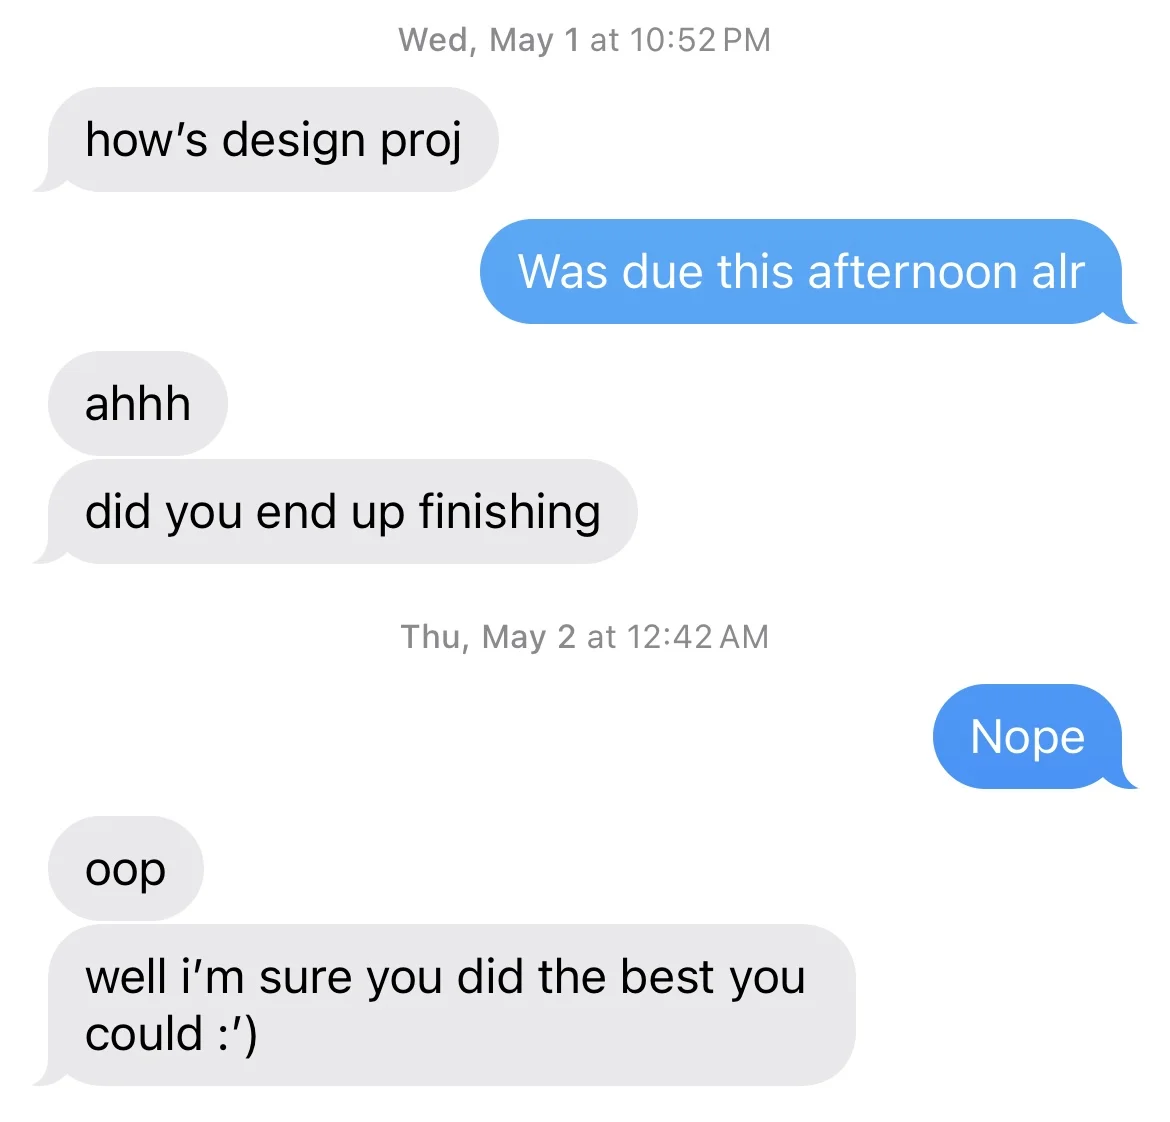 Wed, May 1 at 10:52 PM
how’s design proj
Was due this afternoon alr
ahhh
did you end up finishing
Thu, May 2 at 12:42 AM
Nope
oop
well i’m sure you did the best you
could :’)